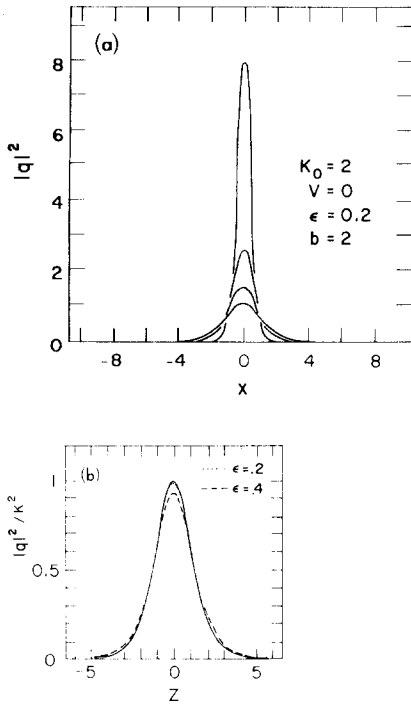 (a)
8
6
4
2
0
|q|²
K₀ = 2
V = 0
ϵ = 0.2
b = 2
-8 -4 0 4 8
X
(b)
····· ϵ=.2
--- ϵ=.4
1
0.5
0
|q|²/K²
-5 0 5
Z